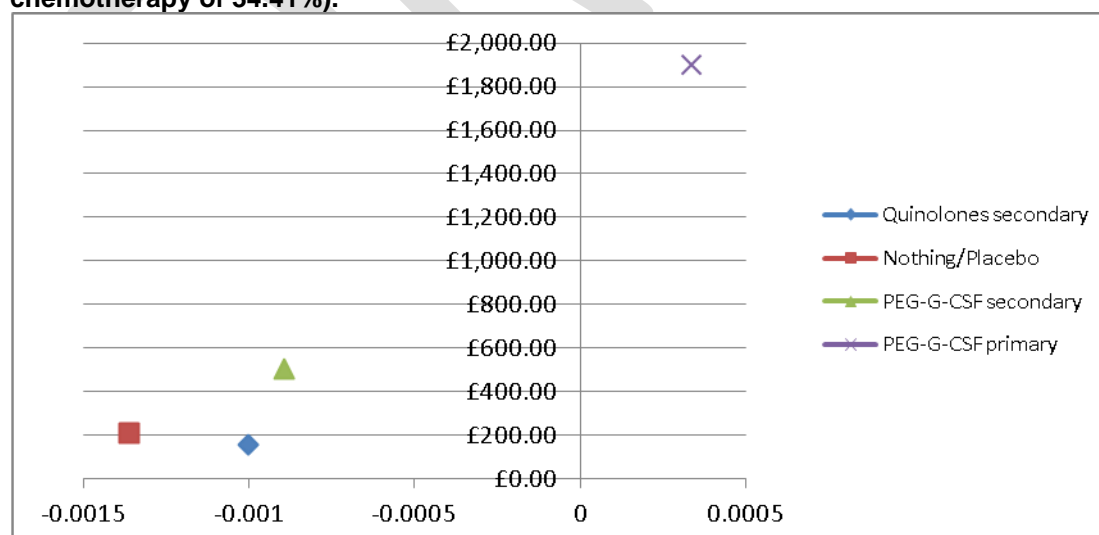 chemotherapy of 34.41%).
£2,000.00
£1,800.00
£1,600.00
£1,400.00
£1,200.00
£1,000.00
£800.00
£600.00
£400.00
£200.00
£0.00
-0.0015 -0.001 -0.0005 0 0.0005
Quinolones secondary
Nothing/Placebo
PEG-G-CSF secondary
PEG-G-CSF primary